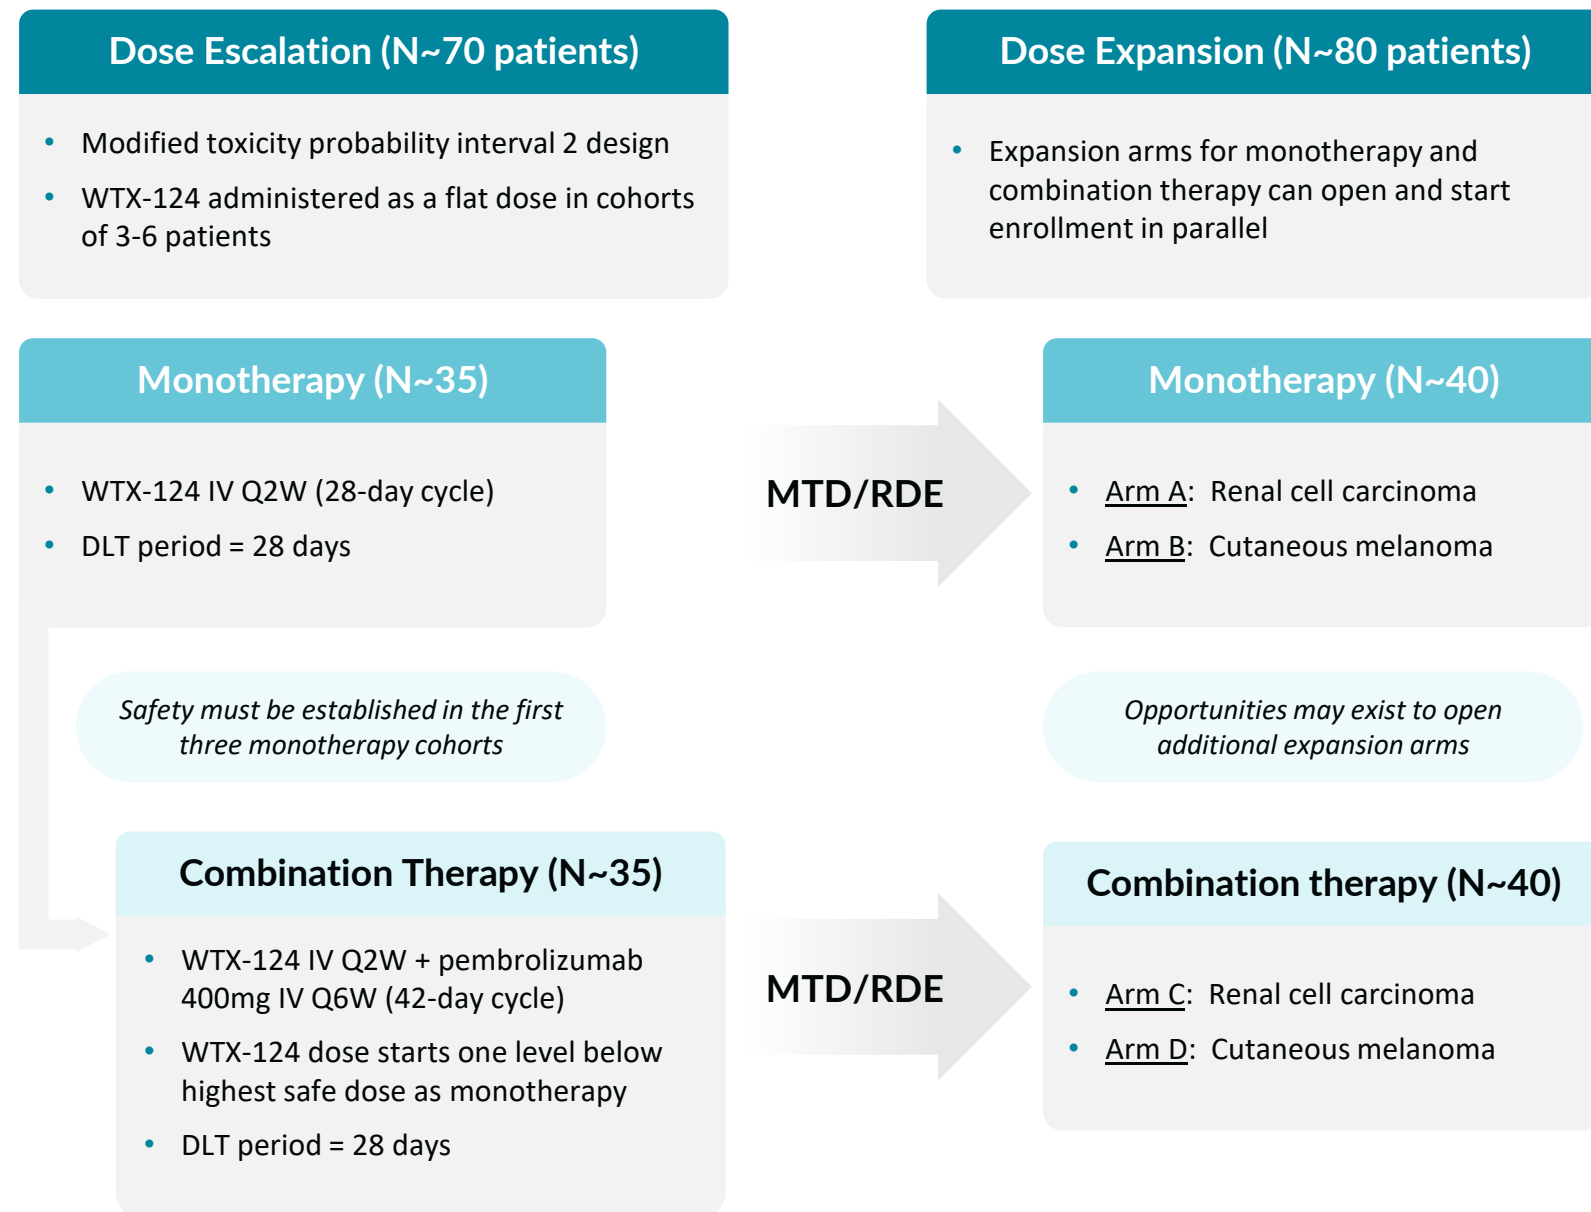 Dose Escalation (N~70 patients)
• Modified toxicity probability interval 2 design
• WTX-124 administered as a flat dose in cohorts
of 3-6 patients
Dose Expansion (N~80 patients)
• Expansion arms for monotherapy and
combination therapy can open and start
enrollment in parallel
Monotherapy (N~35)
• WTX-124 IV Q2W (28-day cycle)
• DLT period = 28 days
MTD/RDE
Monotherapy (N~40)
• Arm A: Renal cell carcinoma
• Arm B: Cutaneous melanoma
Safety must be established in the first
three monotherapy cohorts
Opportunities may exist to open
additional expansion arms
Combination Therapy (N~35)
• WTX-124 IV Q2W + pembrolizumab
400mg IV Q6W (42-day cycle)
• WTX-124 dose starts one level below
highest safe dose as monotherapy
• DLT period = 28 days
MTD/RDE
Combination therapy (N~40)
• Arm C: Renal cell carcinoma
• Arm D: Cutaneous melanoma